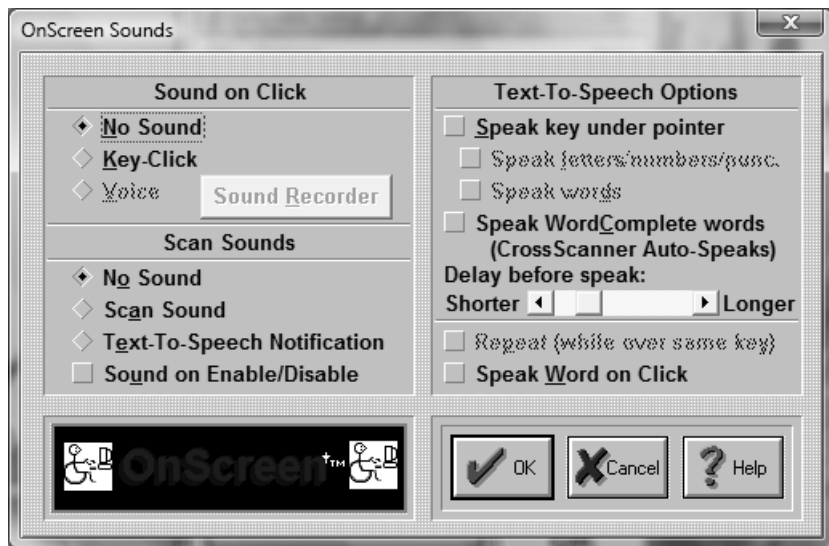 OnScreen Sounds
X
Sound on Click
No Sound
Key-Click
Voice
Sound Recorder
Scan Sounds
No Sound
Scan Sound
Text-To-Speech Notification
Sound on Enable/Disable
Text-To-Speech Options
Speak key under pointer
Speak letters/numbers/punc.
Speak words
Speak WordComplete words
(CrossScanner Auto-Speaks)
Delay before speak:
Shorter Longer
Repeat (while over same key)
Speak Word on Click
OnScreen+™
OK
Cancel
Help